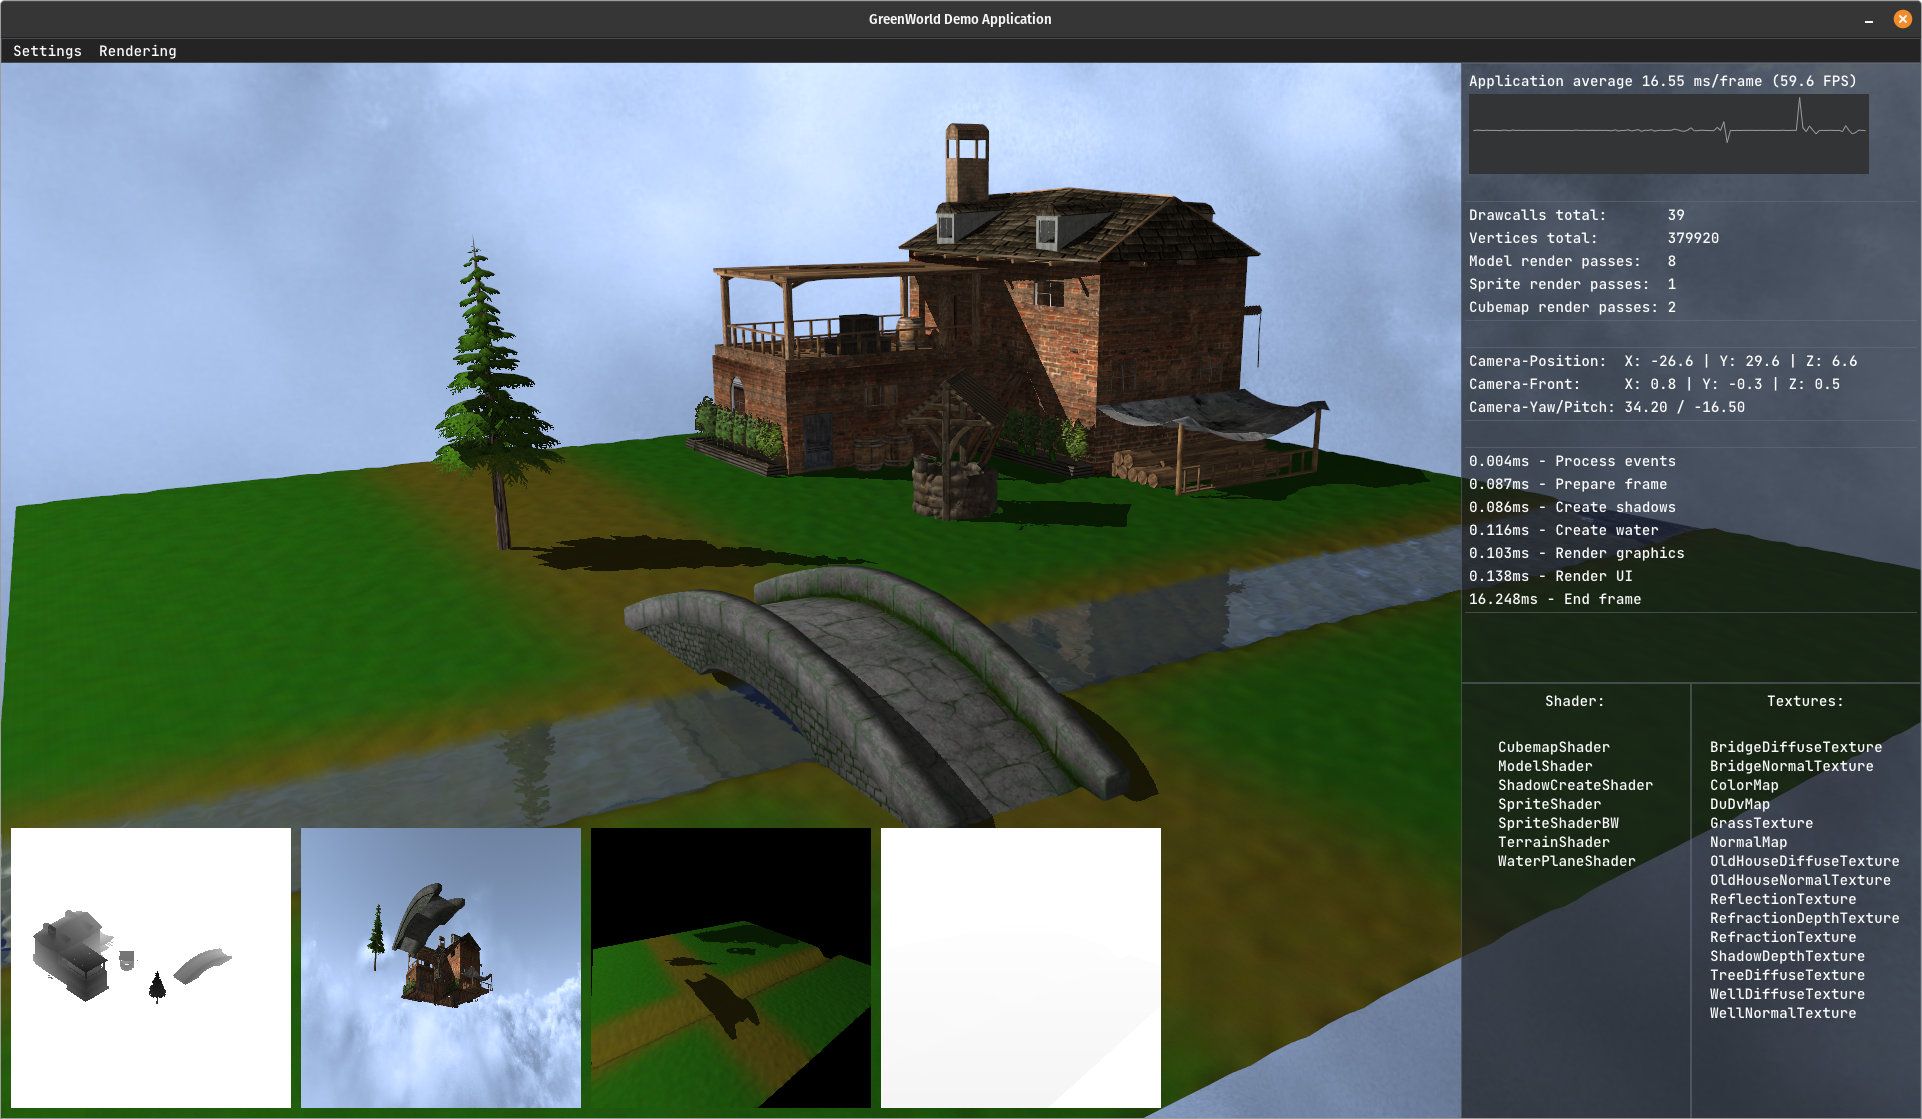 GreenWorld Demo Application
Settings Rendering
Application average 16.55 ms/frame (59.6 FPS)
Drawcalls total: 39
Vertices total: 379920
Model render passes: 8
Sprite render passes: 1
Cubemap render passes: 2
Camera-Position: X: -26.6 | Y: 29.6 | Z: 6.6
Camera-Front: X: 0.8 | Y: -0.3 | Z: 0.5
Camera-Yaw/Pitch: 34.20 / -16.50
0.004ms - Process events
0.087ms - Prepare frame
0.086ms - Create shadows
0.116ms - Create water
0.103ms - Render graphics
0.138ms - Render UI
16.248ms - End frame
Shader:
CubemapShader
ModelShader
ShadowCreateShader
SpriteShader
SpriteShaderBW
TerrainShader
WaterPlaneShader
Textures:
BridgeDiffuseTexture
BridgeNormalTexture
ColorMap
DuDvMap
GrassTexture
NormalMap
OldHouseDiffuseTexture
OldHouseNormalTexture
ReflectionTexture
RefractionDepthTexture
RefractionTexture
ShadowDepthTexture
TreeDiffuseTexture
WellDiffuseTexture
WellNormalTexture